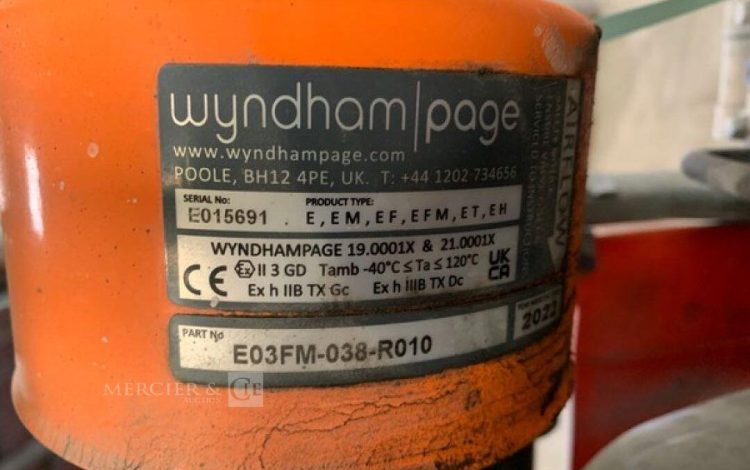 wyndham|page
www.wyndhampage.com
POOLE, BH12 4PE, UK. T: +44 1202 734656
SERIAL No: PRODUCT TYPE:
E015691 E, EM, EF, EFM, ET, EH
WYNDHAMPAGE 19.0001X & 21.0001X
CE Ex II 3 GD Tamb -40°C ≤ Ta ≤ 120°C UK CA
Ex h IIB TX Gc Ex h IIIB TX Dc
PART No
E03FM-038-R010
2022
AIRFLOW
MERCIER & CIE
AUCTION